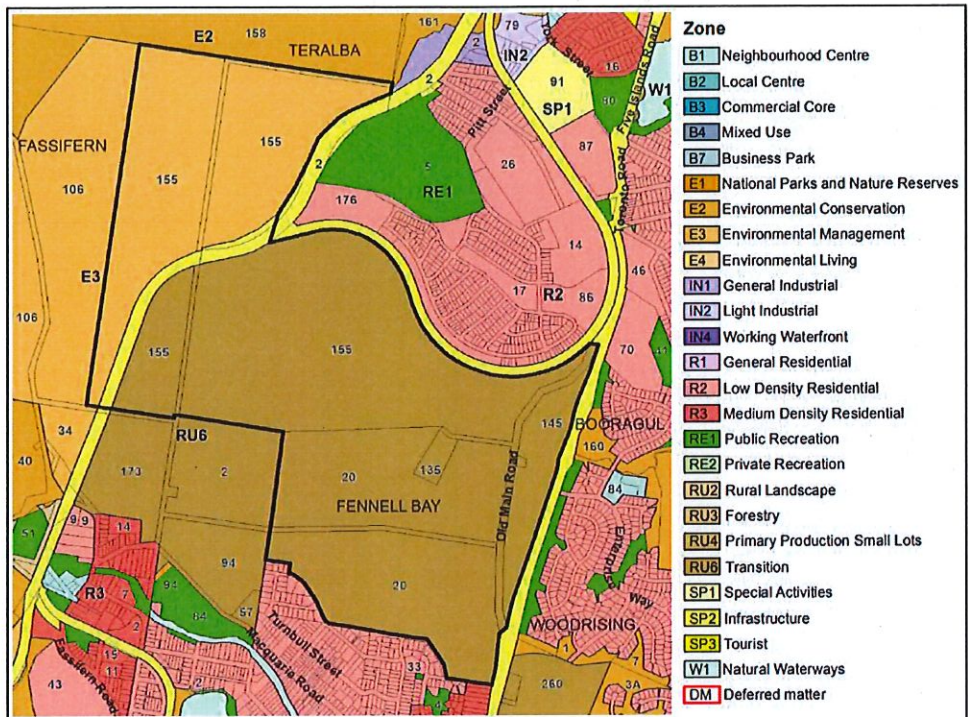 E2
158
TERALBA
161
79
2
IN2
York Street
16
Five Islands Road
W1
91
SP1
90
2
Pitt Street
FASSIFERN
155
155
2
5
26
87
106
RE1
Toronto Road
7
176
14
46
E3
17
R2
86
106
155
155
70
41
34
RU6
145
BOORAGUL
40
173
2
20
135
160
84
FENNELL BAY
Old Main Road
51
9
9
14
Enterprise Way
94
20
R3
7
94
84
57
2
Turnbull Street
Macquarie Road
WOODRISING
Fassifern Road
15
11
33
1
7
43
2
4
260
3A
Zone
B1 Neighbourhood Centre
B2 Local Centre
B3 Commercial Core
B4 Mixed Use
B7 Business Park
E1 National Parks and Nature Reserves
E2 Environmental Conservation
E3 Environmental Management
E4 Environmental Living
IN1 General Industrial
IN2 Light Industrial
IN4 Working Waterfront
R1 General Residential
R2 Low Density Residential
R3 Medium Density Residential
RE1 Public Recreation
RE2 Private Recreation
RU2 Rural Landscape
RU3 Forestry
RU4 Primary Production Small Lots
RU6 Transition
SP1 Special Activities
SP2 Infrastructure
SP3 Tourist
W1 Natural Waterways
DM Deferred matter